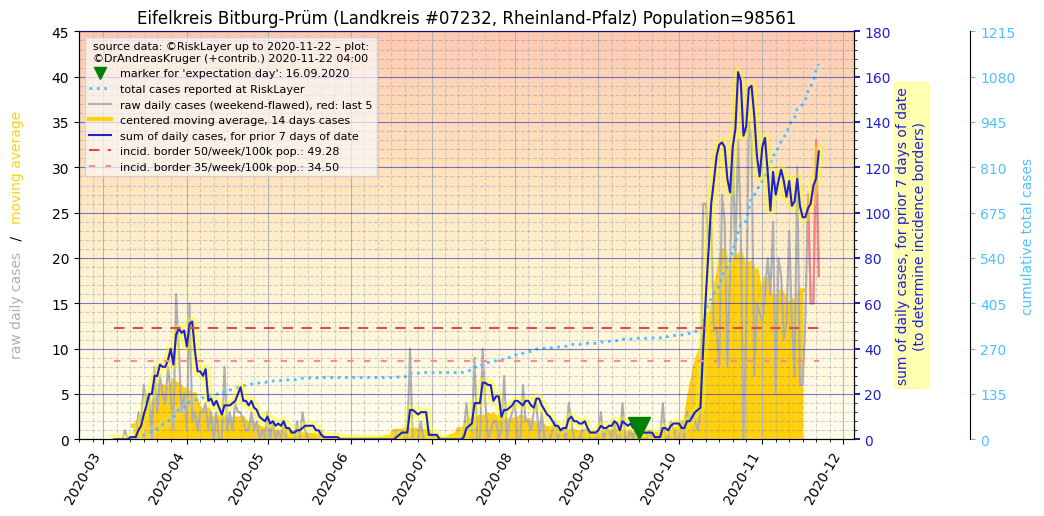 Eifelkreis Bitburg-Prüm (Landkreis #07232, Rheinland-Pfalz) Population=98561
source data: ©RiskLayer up to 2020-11-22 – plot:
©DrAndreasKruger (+contrib.) 2020-11-22 04:00
marker for 'expectation day': 16.09.2020
total cases reported at RiskLayer
raw daily cases (weekend-flawed), red: last 5
centered moving average, 14 days cases
sum of daily cases, for prior 7 days of date
incid. border 50/week/100k pop.: 49.28
incid. border 35/week/100k pop.: 34.50
raw daily cases / moving average
45
40
35
30
25
20
15
10
5
0
2020-03
2020-04
2020-05
2020-06
2020-07
2020-08
2020-09
2020-10
2020-11
2020-12
180
160
140
120
100
80
60
40
20
0
sum of daily cases, for prior 7 days of date
(to determine incidence borders)
1215
1080
945
810
675
540
405
270
135
0
cumulative total cases